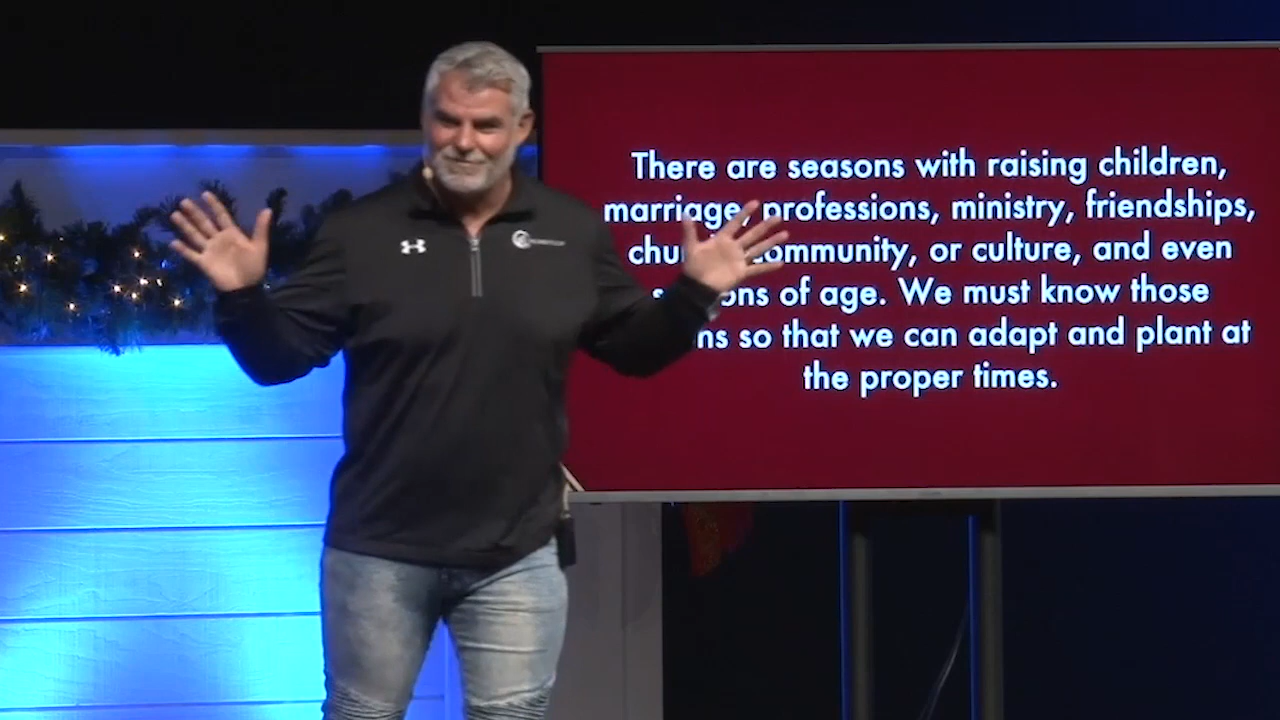 There are seasons with raising children,
marriage, professions, ministry, friendships,
community, or culture, and even
of age. We must know those
so that we can adapt and plant at
the proper times.